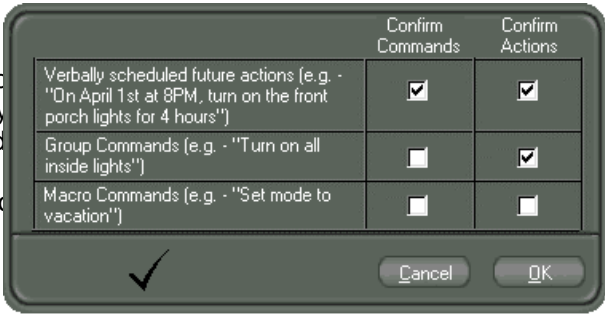 Confirm Commands
Confirm Actions
Verbally scheduled future actions (e.g. -
"On April 1st at 8PM, turn on the front
porch lights for 4 hours")
Group Commands (e.g. - "Turn on all
inside lights")
Macro Commands (e.g. - "Set mode to
vacation")
Cancel
OK